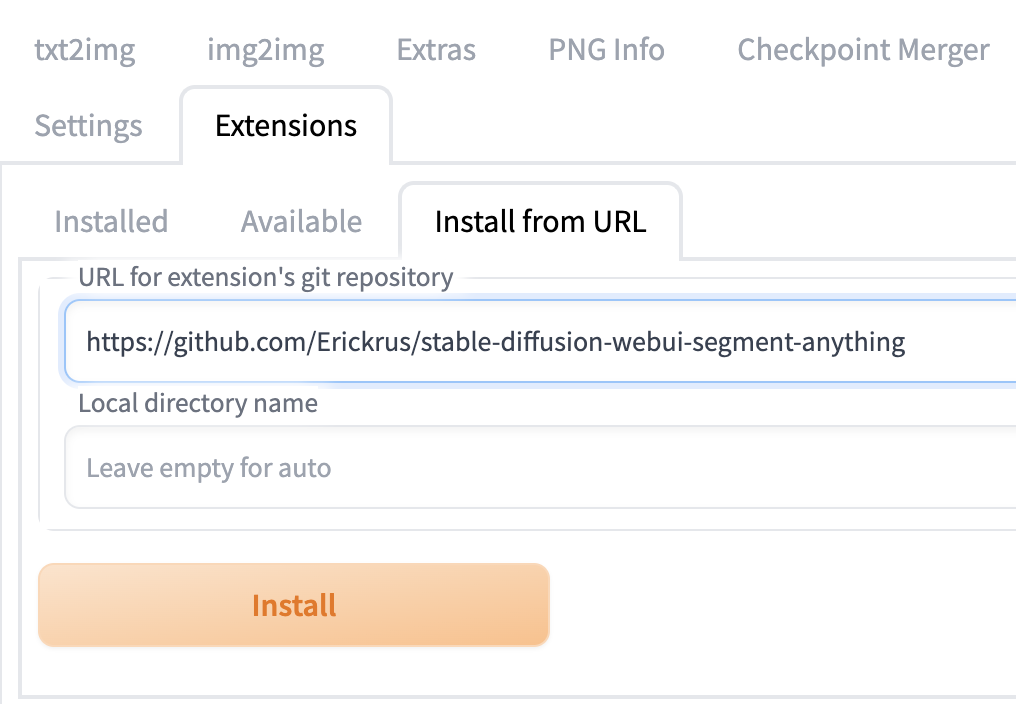 txt2img img2img Extras PNG Info Checkpoint Merger
Settings Extensions
Installed Available Install from URL
URL for extension's git repository
https://github.com/Erickrus/stable-diffusion-webui-segment-anything
Local directory name
Leave empty for auto
Install